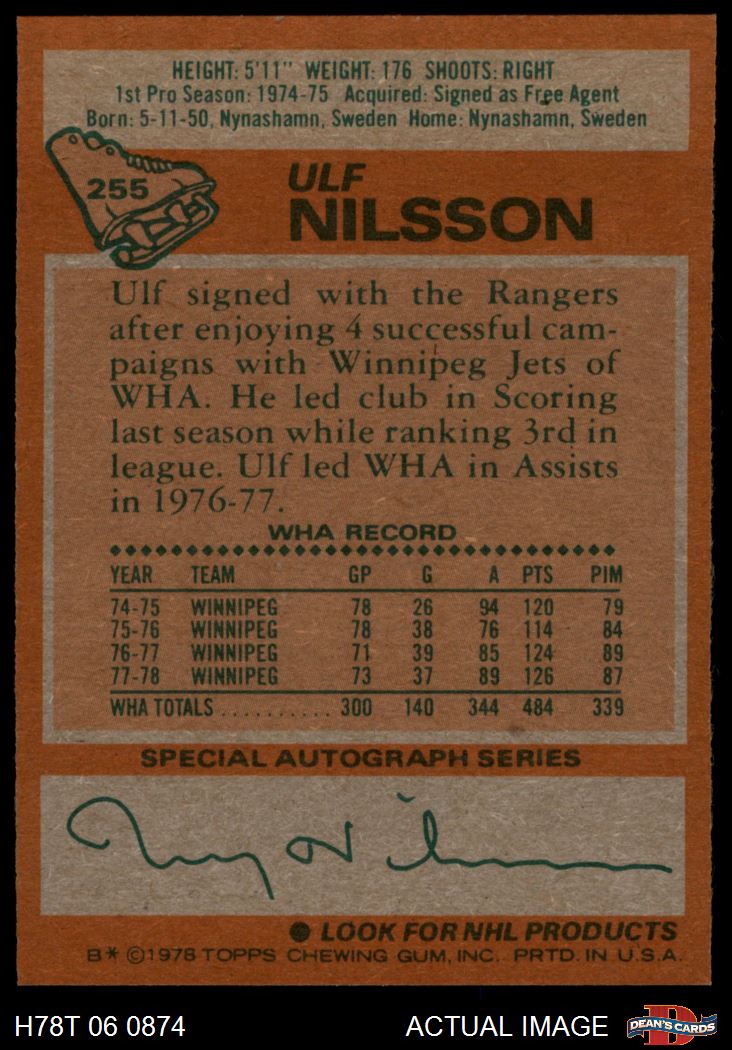 HEIGHT: 5'11" WEIGHT: 176 SHOOTS: RIGHT
1st Pro Season: 1974-75 Acquired: Signed as Free Agent
Born: 5-11-50, Nynashamn, Sweden Home: Nynashamn, Sweden
255
ULF
NILSSON
Ulf signed with the Rangers
after enjoying 4 successful cam-
paigns with Winnipeg Jets of
WHA. He led club in Scoring
last season while ranking 3rd in
league. Ulf led WHA in Assists
in 1976-77.
WHA RECORD
YEAR TEAM GP G A PTS PIM
74-75 WINNIPEG 78 26 94 120 79
75-76 WINNIPEG 78 38 76 114 84
76-77 WINNIPEG 71 39 85 124 89
77-78 WINNIPEG 73 37 89 126 87
WHA TOTALS .......... 300 140 344 484 339
SPECIAL AUTOGRAPH SERIES
● LOOK FOR NHL PRODUCTS
B* ©1978 TOPPS CHEWING GUM, INC. PRTD. IN U.S.A.
H78T 06 0874 ACTUAL IMAGE DEAN'S CARDS